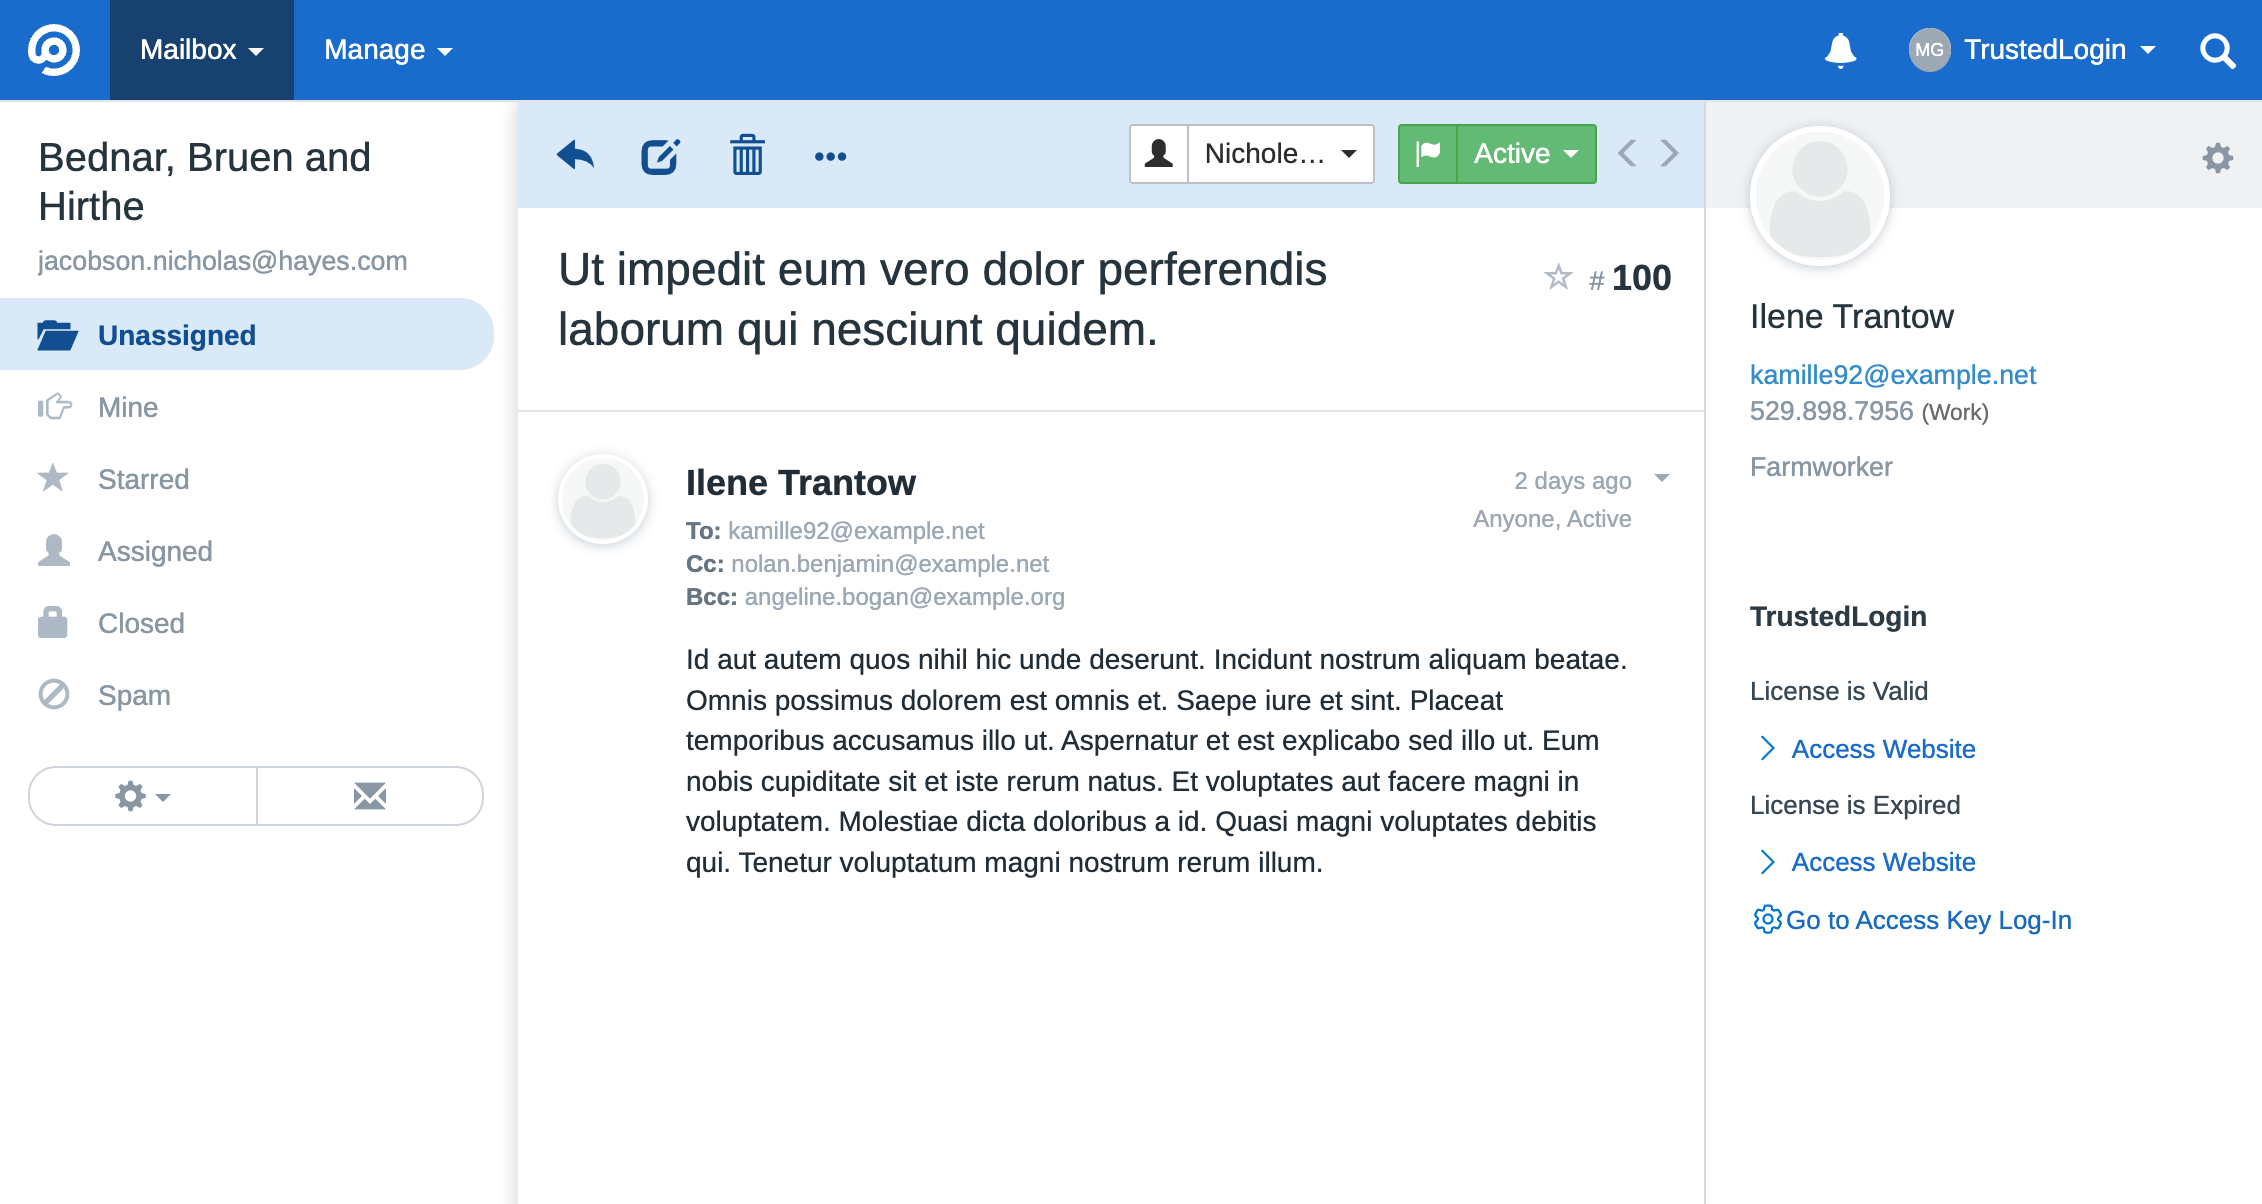 Mailbox
Manage
MG
TrustedLogin
Bednar, Bruen and
Hirthe
jacobson.nicholas@hayes.com
Unassigned
Mine
Starred
Assigned
Closed
Spam
Nichole...
Active
Ut impedit eum vero dolor perferendis
laborum qui nesciunt quidem.
# 100
Ilene Trantow
2 days ago
Anyone, Active
To: kamille92@example.net
Cc: nolan.benjamin@example.net
Bcc: angeline.bogan@example.org
Id aut autem quos nihil hic unde deserunt. Incidunt nostrum aliquam beatae.
Omnis possimus dolorem est omnis et. Saepe iure et sint. Placeat
temporibus accusamus illo ut. Aspernatur et est explicabo sed illo ut. Eum
nobis cupiditate sit et iste rerum natus. Et voluptates aut facere magni in
voluptatem. Molestiae dicta doloribus a id. Quasi magni voluptates debitis
qui. Tenetur voluptatum magni nostrum rerum illum.
Ilene Trantow
kamille92@example.net
529.898.7956 (Work)
Farmworker
TrustedLogin
License is Valid
Access Website
License is Expired
Access Website
Go to Access Key Log-In